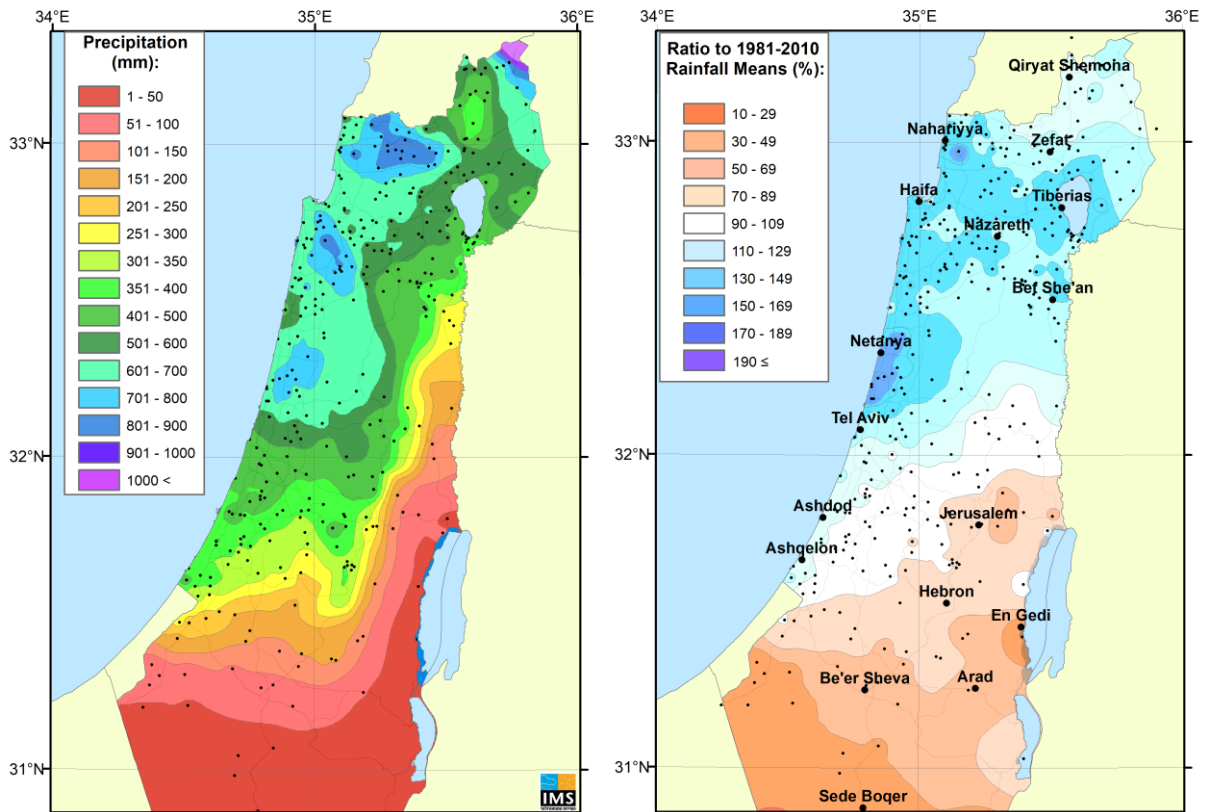 34°E
35°E
36°E
Precipitation
(mm):
1 - 50
51 - 100
101 - 150
151 - 200
201 - 250
251 - 300
301 - 350
351 - 400
401 - 500
501 - 600
601 - 700
701 - 800
801 - 900
901 - 1000
1000 <
33°N
32°N
31°N
IMS
34°E
35°E
36°E
Ratio to 1981-2010
Rainfall Means (%):
10 - 29
30 - 49
50 - 69
70 - 89
90 - 109
110 - 129
130 - 149
150 - 169
170 - 189
190 ≤
Qiryat Shemoha
33°N
Nahariyya
Zefat
Haifa
Tiberias
Nazareth
Bet She'an
Netanya
Tel Aviv
32°N
Ashdod
Jerusalem
Ashqelon
Hebron
En Gedi
Be'er Sheva
Arad
31°N
Sede Boqer